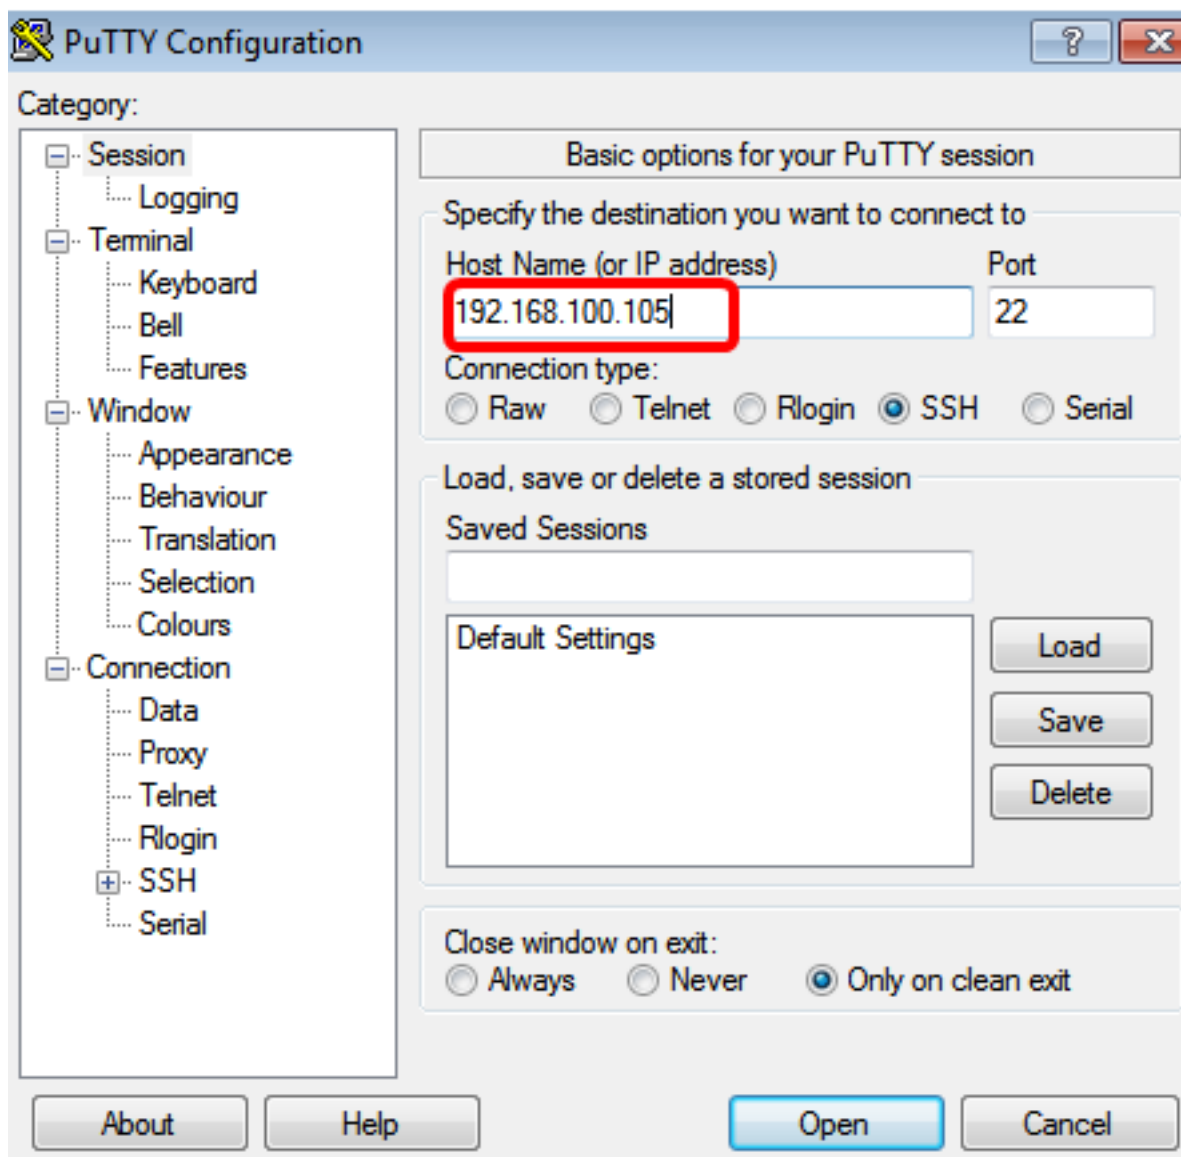 PuTTY Configuration
Category:
Session
Logging
Terminal
Keyboard
Bell
Features
Window
Appearance
Behaviour
Translation
Selection
Colours
Connection
Data
Proxy
Telnet
Rlogin
SSH
Serial
Basic options for your PuTTY session
Specify the destination you want to connect to
Host Name (or IP address) Port
192.168.100.105 22
Connection type:
Raw Telnet Rlogin SSH Serial
Load, save or delete a stored session
Saved Sessions
Default Settings
Load
Save
Delete
Close window on exit:
Always Never Only on clean exit
About Help Open Cancel